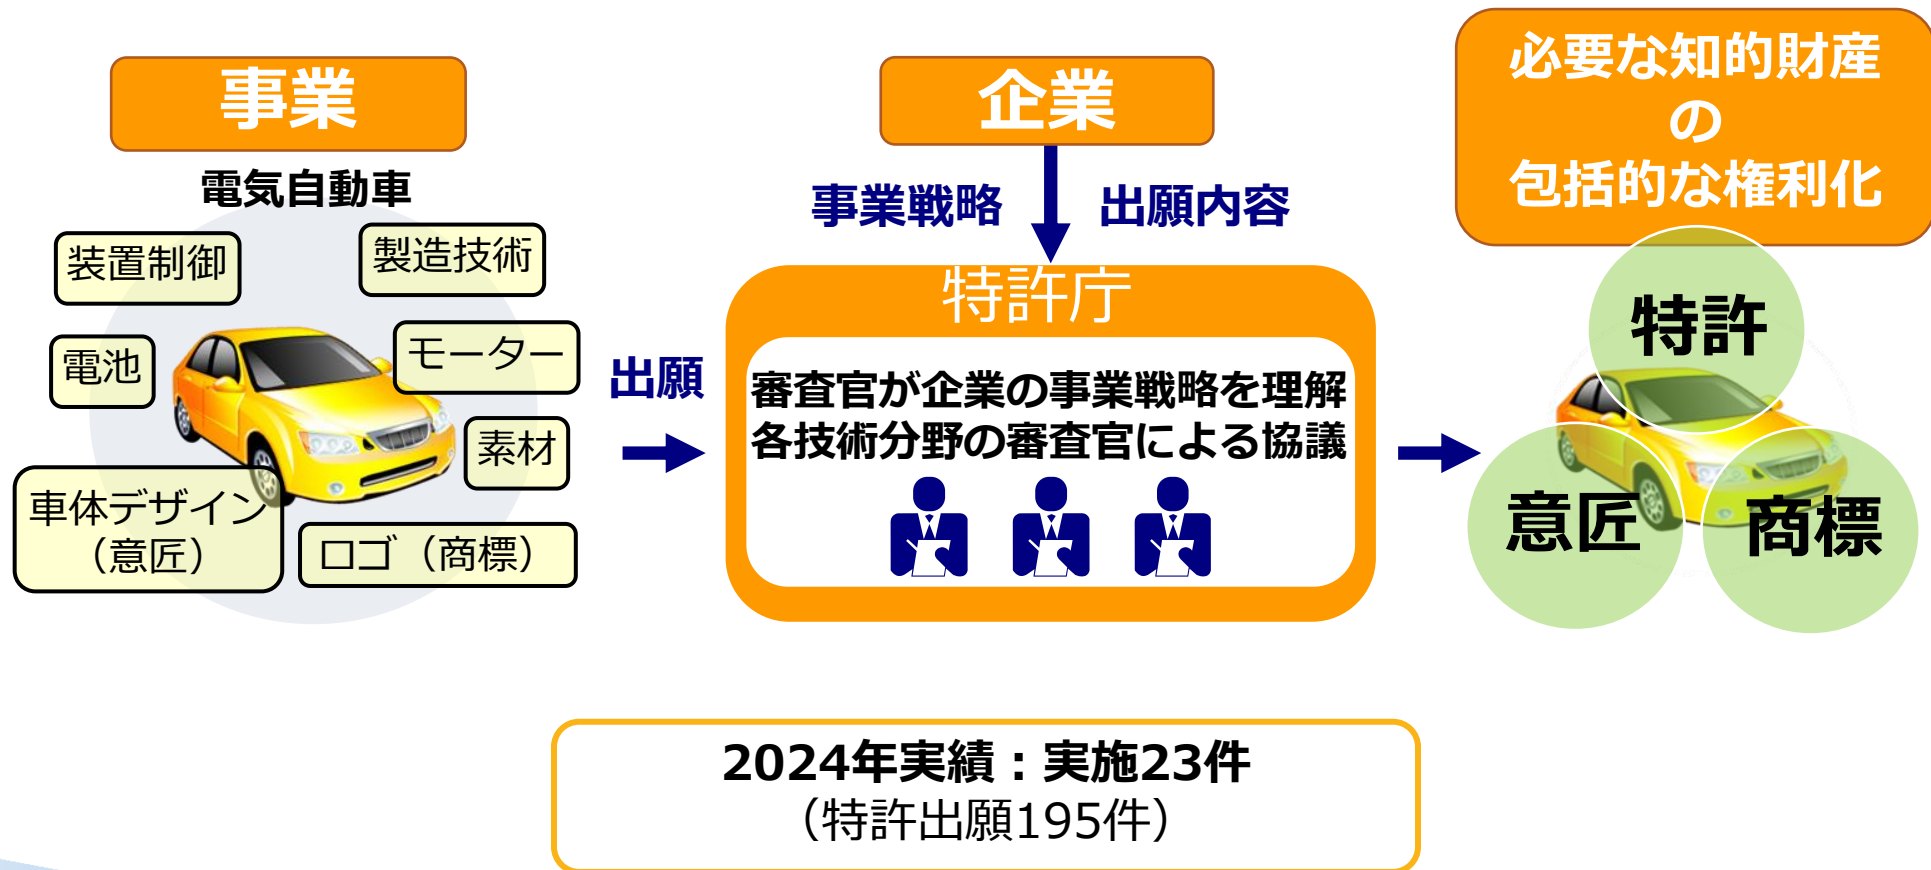 事業
電気自動車
装置制御
製造技術
電池
モーター
素材
車体デザイン
（意匠）
ロゴ（商標）
出願
企業
事業戦略
出願内容
特許庁
審査官が企業の事業戦略を理解
各技術分野の審査官による協議
必要な知的財産
の
包括的な権利化
特許
意匠
商標
2024年実績：実施23件
（特許出願195件）